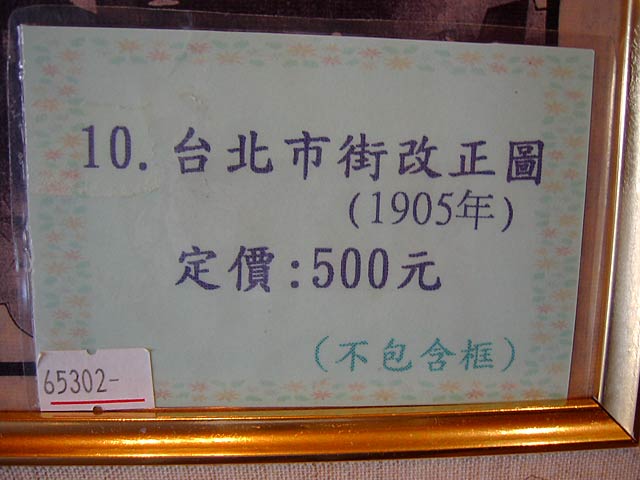 10. 台北市街改正圖
(1905年)
定價:500元
(不包含框)
65302-